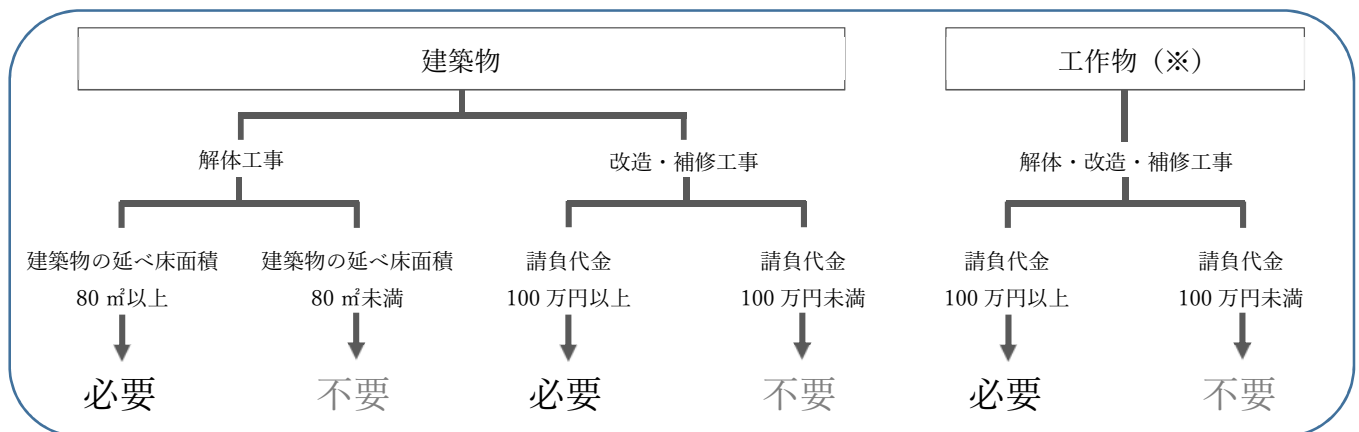 建築物
工作物（※）
解体工事
改造・補修工事
解体・改造・補修工事
建築物の延べ床面積
80 ㎡以上
建築物の延べ床面積
80 ㎡未満
請負代金
100 万円以上
請負代金
100 万円未満
請負代金
100 万円以上
請負代金
100 万円未満
必要
不要
必要
不要
必要
不要